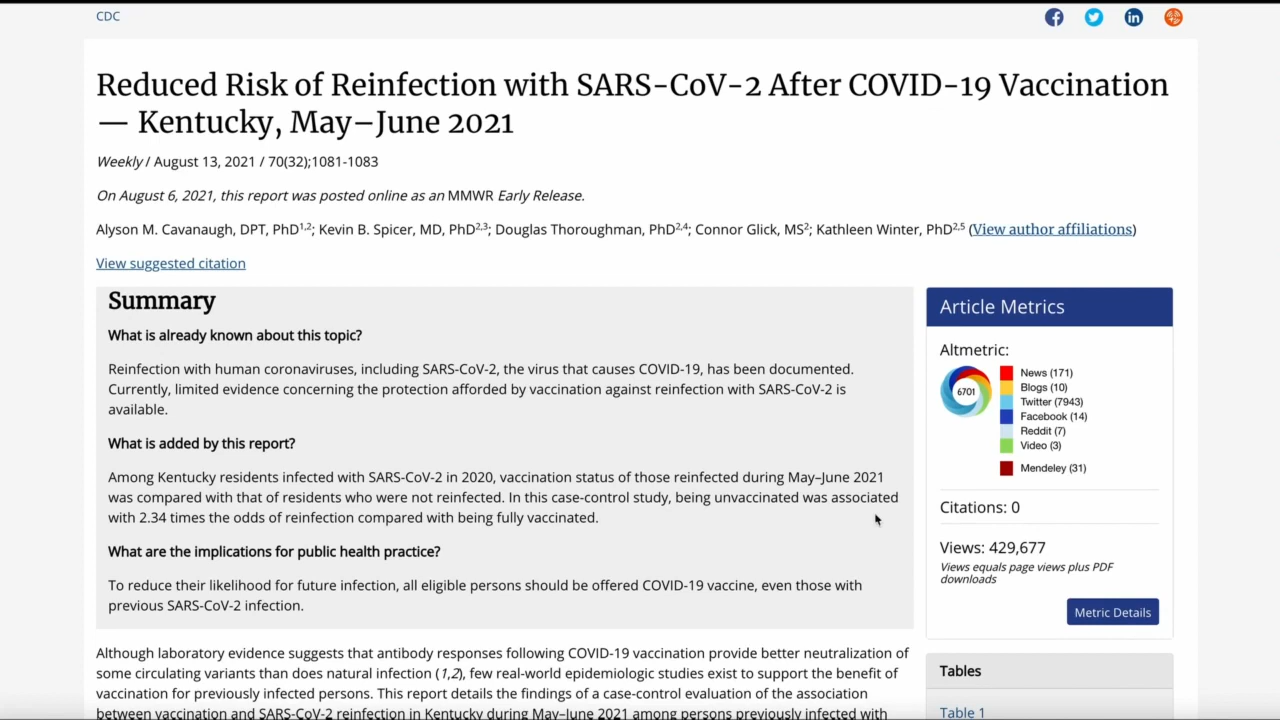 CDC
Reduced Risk of Reinfection with SARS-CoV-2 After COVID-19 Vaccination
— Kentucky, May–June 2021
Weekly / August 13, 2021 / 70(32);1081-1083
On August 6, 2021, this report was posted online as an MMWR Early Release.
Alyson M. Cavanaugh, DPT, PhD1,2; Kevin B. Spicer, MD, PhD2,3; Douglas Thoroughman, PhD2,4; Connor Glick, MS2; Kathleen Winter, PhD2,5 (View author affiliations)
View suggested citation
Summary
What is already known about this topic?
Reinfection with human coronaviruses, including SARS-CoV-2, the virus that causes COVID-19, has been documented.
Currently, limited evidence concerning the protection afforded by vaccination against reinfection with SARS-CoV-2 is
available.
What is added by this report?
Among Kentucky residents infected with SARS-CoV-2 in 2020, vaccination status of those reinfected during May–June 2021
was compared with that of residents who were not reinfected. In this case-control study, being unvaccinated was associated
with 2.34 times the odds of reinfection compared with being fully vaccinated.
What are the implications for public health practice?
To reduce their likelihood for future infection, all eligible persons should be offered COVID-19 vaccine, even those with
previous SARS-CoV-2 infection.
Although laboratory evidence suggests that antibody responses following COVID-19 vaccination provide better neutralization of
some circulating variants than does natural infection (1,2), few real-world epidemiologic studies exist to support the benefit of
vaccination for previously infected persons. This report details the findings of a case-control evaluation of the association
between vaccination and SARS-CoV-2 reinfection in Kentucky during May–June 2021 among persons previously infected with
Article Metrics
Altmetric:
6701
News (171)
Blogs (10)
Twitter (7943)
Facebook (14)
Reddit (7)
Video (3)
Mendeley (31)
Citations: 0
Views: 429,677
Views equals page views plus PDF
downloads
Metric Details
Tables
Table 1